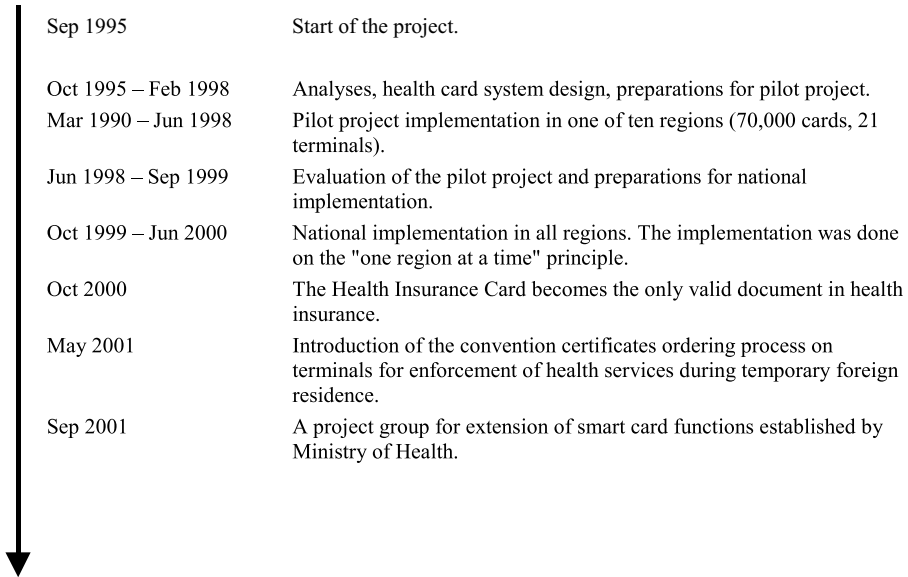 Sep 1995 Start of the project.
Oct 1995 – Feb 1998 Analyses, health card system design, preparations for pilot project.
Mar 1990 – Jun 1998 Pilot project implementation in one of ten regions (70,000 cards, 21
terminals).
Jun 1998 – Sep 1999 Evaluation of the pilot project and preparations for national
implementation.
Oct 1999 – Jun 2000 National implementation in all regions. The implementation was done
on the "one region at a time" principle.
Oct 2000 The Health Insurance Card becomes the only valid document in health
insurance.
May 2001 Introduction of the convention certificates ordering process on
terminals for enforcement of health services during temporary foreign
residence.
Sep 2001 A project group for extension of smart card functions established by
Ministry of Health.